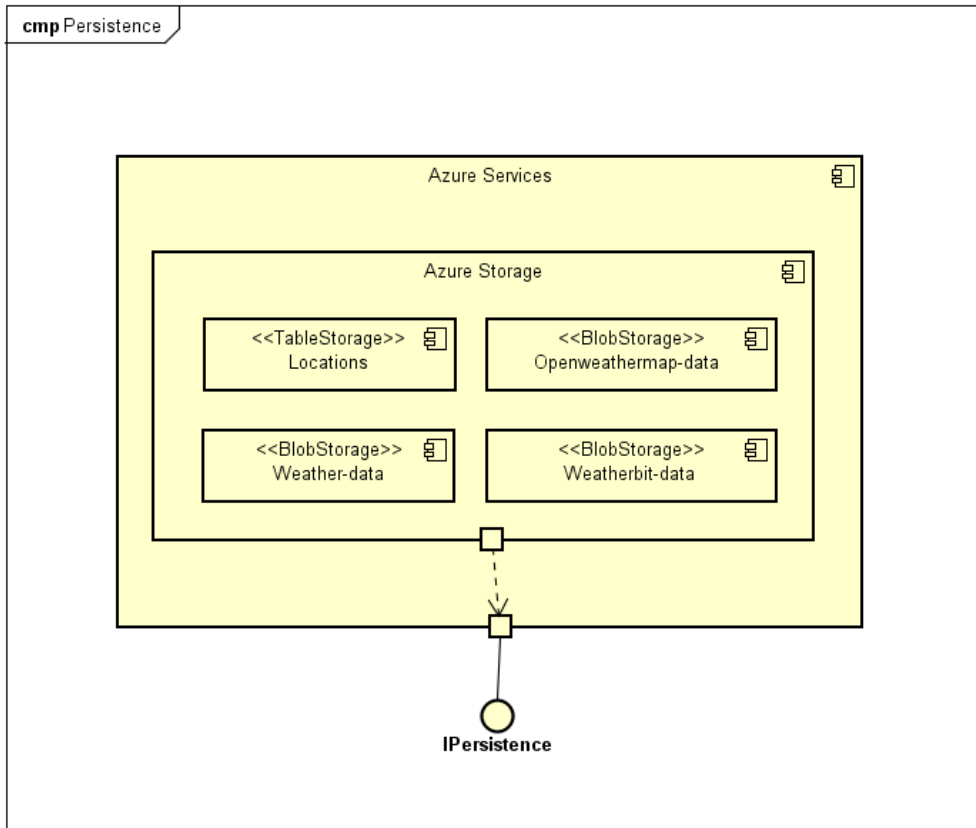 cmp Persistence
Azure Services
Azure Storage
<<TableStorage>>
Locations
<<BlobStorage>>
Openweathermap-data
<<BlobStorage>>
Weather-data
<<BlobStorage>>
Weatherbit-data
IPersistence